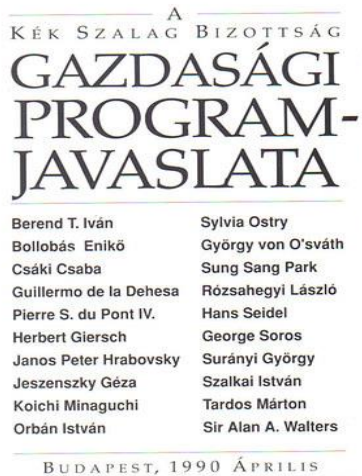 A
KÉK SZALAG BIZOTTSÁG
GAZDASÁGI
PROGRAM-
JAVASLATA
Berend T. Iván
Bollobás Enikő
Csáki Csaba
Guillermo de la Dehesa
Pierre S. du Pont IV.
Herbert Giersch
Janos Peter Hrabovsky
Jeszenszky Géza
Koichi Minaguchi
Orbán István
Sylvia Ostry
György von O'sváth
Sung Sang Park
Rózsahegyi László
Hans Seidel
George Soros
Surányi György
Szalkai István
Tardos Márton
Sir Alan A. Walters
BUDAPEST, 1990 ÁPRILIS